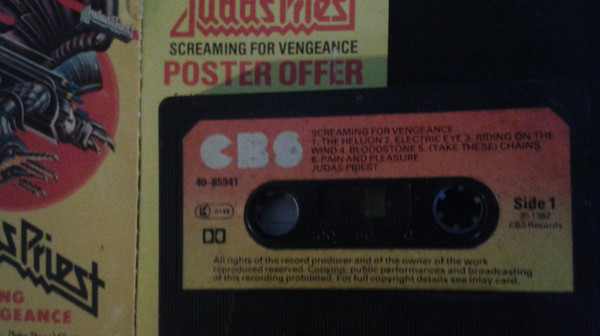 Judas Priest
SCREAMING FOR VENGEANCE
POSTER OFFER
CBS
SCREAMING FOR VENGEANCE
1. THE HELLION 2. ELECTRIC EYE 3. RIDING ON THE
WIND 4. BLOODSTONE 5. (TAKE THESE) CHAINS
6. PAIN AND PLEASURE
JUDAS PRIEST
40-85941
Side 1
℗ 1982
CBS Records
All rights of the record producer and of the owner of the work
reproduced reserved. Copying, public performances and broadcasting
of this recording prohibited. For full copyright details see inlay card.
as Priest
NG
GEANCE